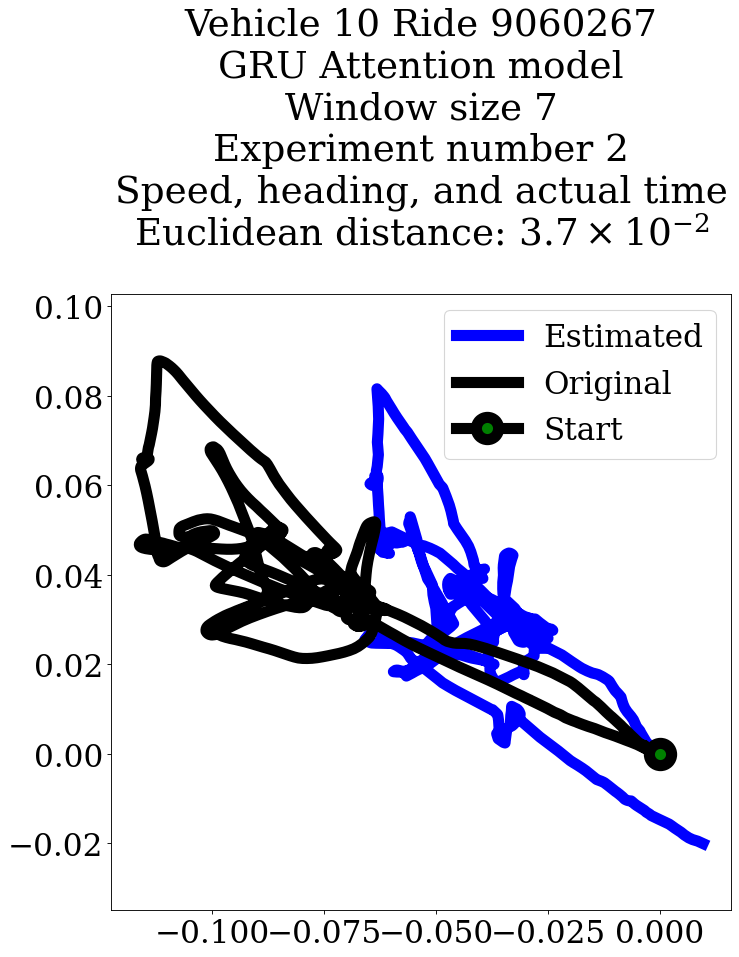 Vehicle 10 Ride 9060267
GRU Attention model
Window size 7
Experiment number 2
Speed, heading, and actual time
Euclidean distance: 3.7 × 10⁻²
Estimated
Original
Start
0.10
0.08
0.06
0.04
0.02
0.00
−0.02
−0.100 −0.075 −0.050 −0.025 0.000